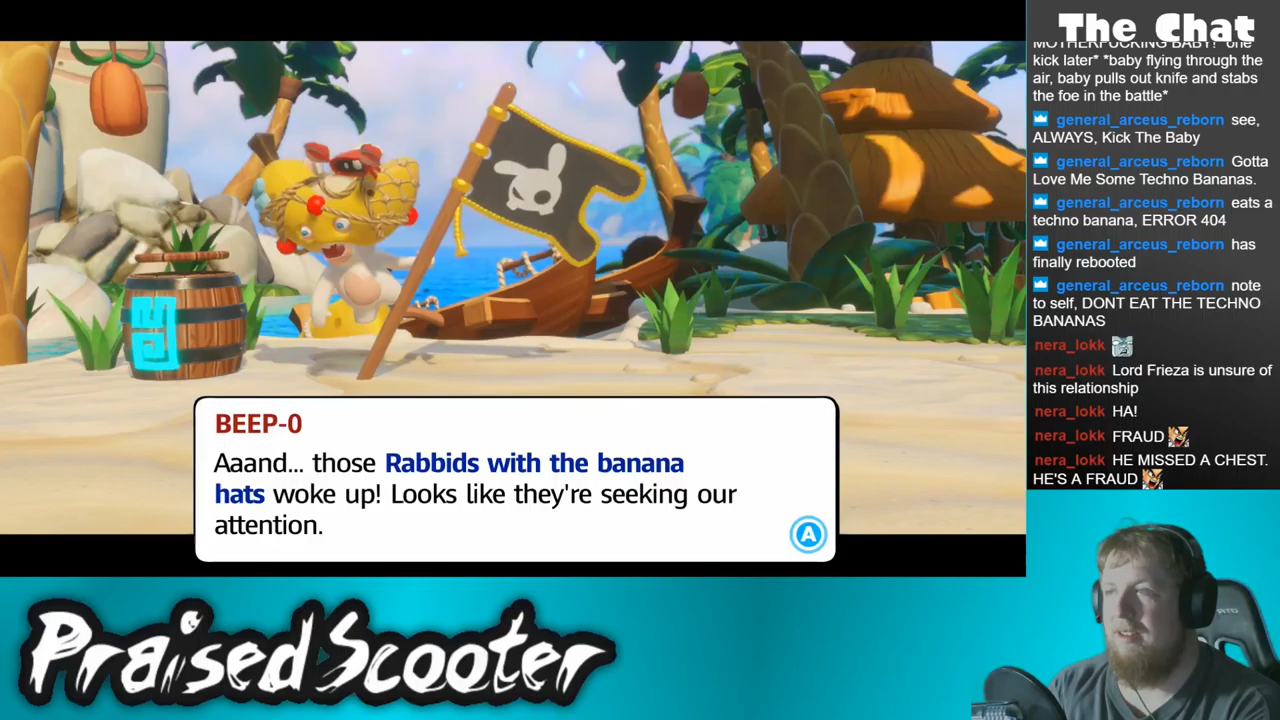 The Chat
MOTHERFUCKING BABY! *one
kick later* *baby flying through the
air, baby pulls out knife and stabs
the foe in the battle*
general_arceus_reborn see,
ALWAYS, Kick The Baby
general_arceus_reborn Gotta
Love Me Some Techno Bananas.
general_arceus_reborn eats a
techno banana, ERROR 404
general_arceus_reborn has
finally rebooted
general_arceus_reborn note
to self, DONT EAT THE TECHNO
BANANAS
nera_lokk
nera_lokk Lord Frieza is unsure of
this relationship
nera_lokk HA!
nera_lokk FRAUD
nera_lokk HE MISSED A CHEST.
HE'S A FRAUD
BEEP-0
Aaand... those Rabbids with the banana
hats woke up! Looks like they're seeking our
attention.
A
PraisedScooter